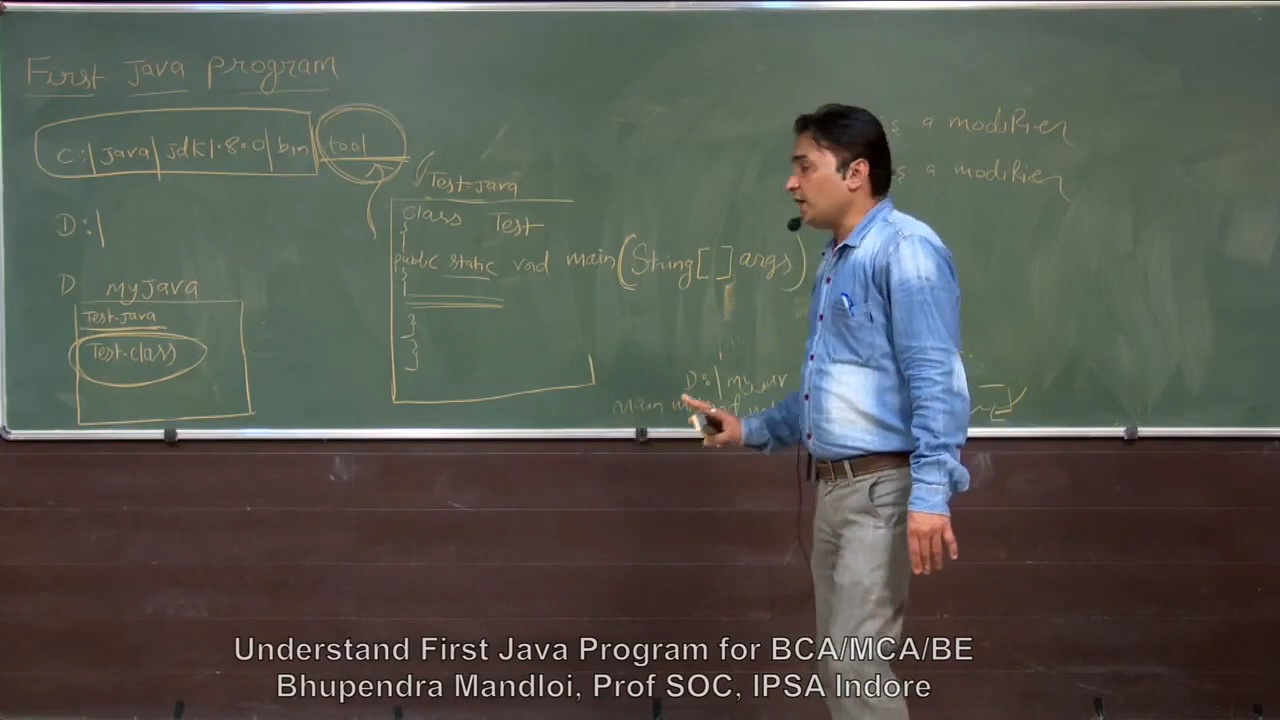 First Java program
C:\ java\ jdk1.8.0\ bin tool
D:\
D myJava
Test.java
Test.class
Test.java
class Test
{
public static void main(String[ ] args)
{
}
}
a modifier
a modifier
D:\ my
main
Understand First Java Program for BCA/MCA/BE
Bhupendra Mandloi, Prof SOC, IPSA Indore